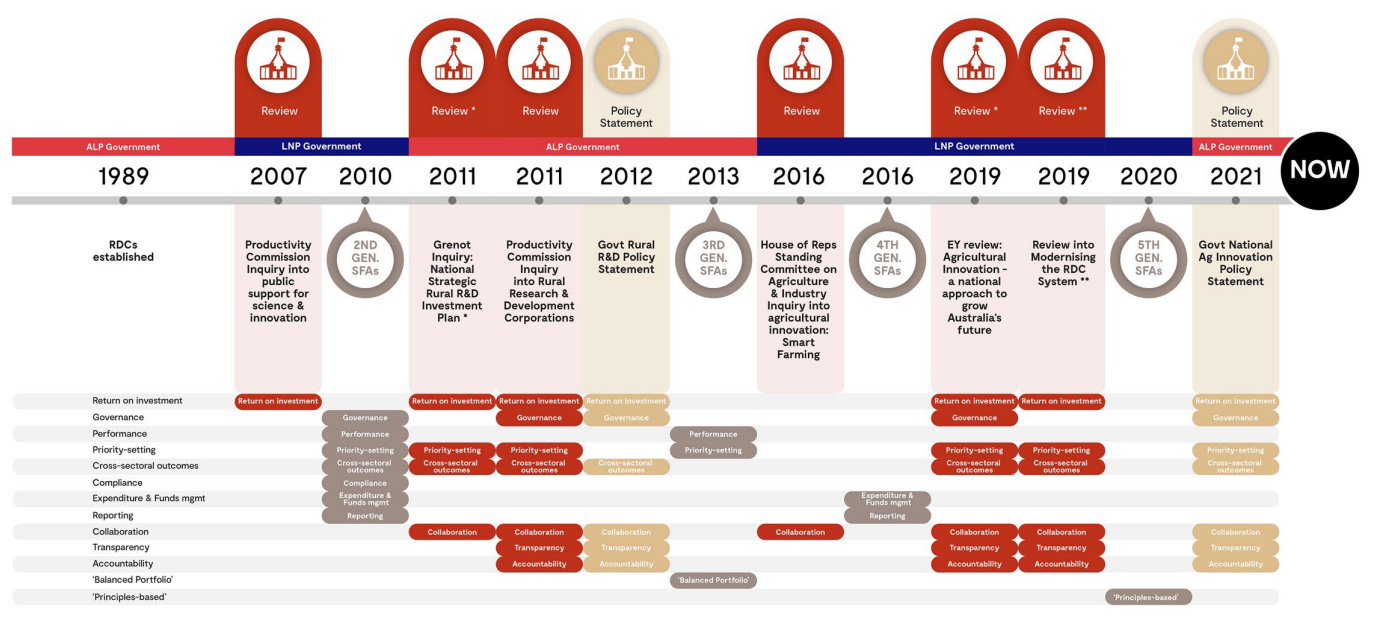 Review
Review *
Review
Policy
Statement
Review
Review *
Review **
Policy
Statement
ALP Government
LNP Government
ALP Government
LNP Government
ALP Government
NOW
1989
2007
2010
2011
2011
2012
2013
2016
2016
2019
2019
2020
2021
RDCs
established
Productivity
Commission
Inquiry into
public
support for
science &
innovation
2ND
GEN.
SFAs
Grenot
Inquiry:
National
Strategic
Rural R&D
Investment
Plan *
Productivity
Commission
Inquiry
into Rural
Research &
Development
Corporations
Govt Rural
R&D Policy
Statement
3RD
GEN.
SFAs
House of Reps
Standing
Committee on
Agriculture
& Industry
Inquiry into
agricultural
innovation:
Smart
Farming
4TH
GEN.
SFAs
EY review:
Agricultural
Innovation -
a national
approach to
grow
Australia's
future
Review into
Modernising
the RDC
System **
5TH
GEN.
SFAs
Govt National
Ag Innovation
Policy
Statement
Return on investment Return on investment Return on investment Return on investment Return on investment Return on investment Return on investment Return on investment
Governance Governance Governance Governance Governance Governance
Performance Performance Performance
Priority-setting Priority-setting Priority-setting Priority-setting Priority-setting Priority-setting Priority-setting Priority-setting
Cross-sectoral outcomes Cross-sectoral outcomes Cross-sectoral outcomes Cross-sectoral outcomes Cross-sectoral outcomes Cross-sectoral outcomes Cross-sectoral outcomes Cross-sectoral outcomes
Compliance Compliance
Expenditure & Funds mgmt Expenditure & Funds mgmt Expenditure & Funds mgmt
Reporting Reporting Reporting
Collaboration Collaboration Collaboration Collaboration Collaboration Collaboration Collaboration Collaboration
Transparency Transparency Transparency Transparency Transparency Transparency
Accountability Accountability Accountability Accountability Accountability Accountability
'Balanced Portfolio' 'Balanced Portfolio'
'Principles-based' 'Principles-based'